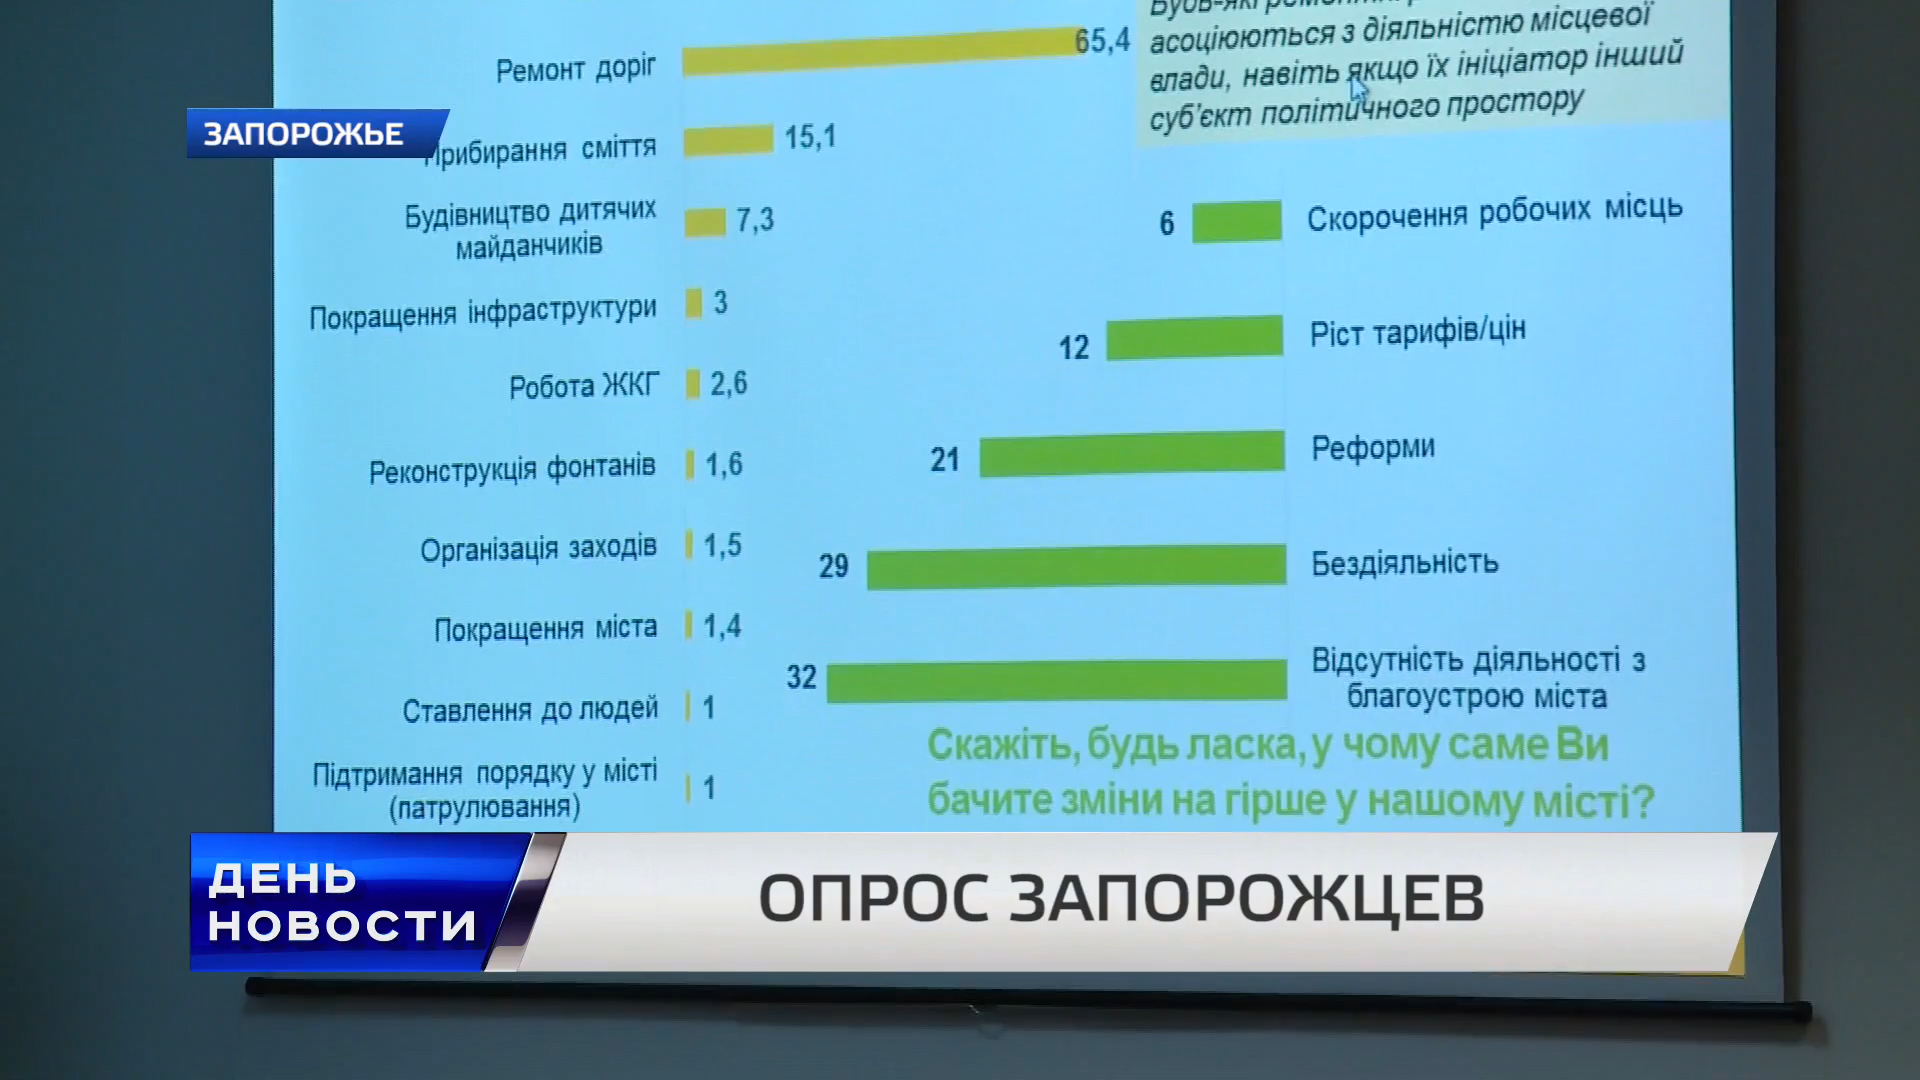 асоціюються з діяльністю місцевої
влади, навіть якщо їх ініціатор інший
суб'єкт політичного простору
Ремонт доріг
65,4
ЗАПОРОЖЬЕ
Прибирання сміття
15,1
Будівництво дитячих
майданчиків
7,3
Покращення інфраструктури
3
Робота ЖКГ
2,6
Реконструкція фонтанів
1,6
Організація заходів
1,5
Покращення міста
1,4
Ставлення до людей
1
Підтримання порядку у місті
(патрулювання)
1
6
Скорочення робочих місць
12
Ріст тарифів/цін
21
Реформи
29
Бездіяльність
32
Відсутність діяльності з
благоустрою міста
Скажіть, будь ласка, у чому саме Ви
бачите зміни на гірше у нашому місті?
ДЕНЬ
НОВОСТИ
ОПРОС ЗАПОРОЖЦЕВ